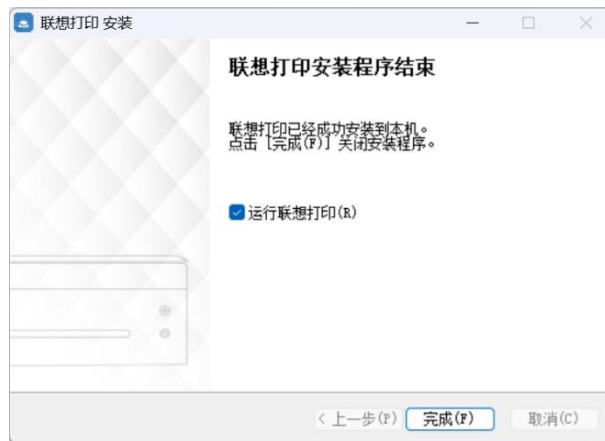 联想打印 安装
联想打印安装程序结束
联想打印已经成功安装到本机。
点击 [完成(F)] 关闭安装程序。
运行联想打印(R)
< 上一步(P) 完成(F) 取消(C)